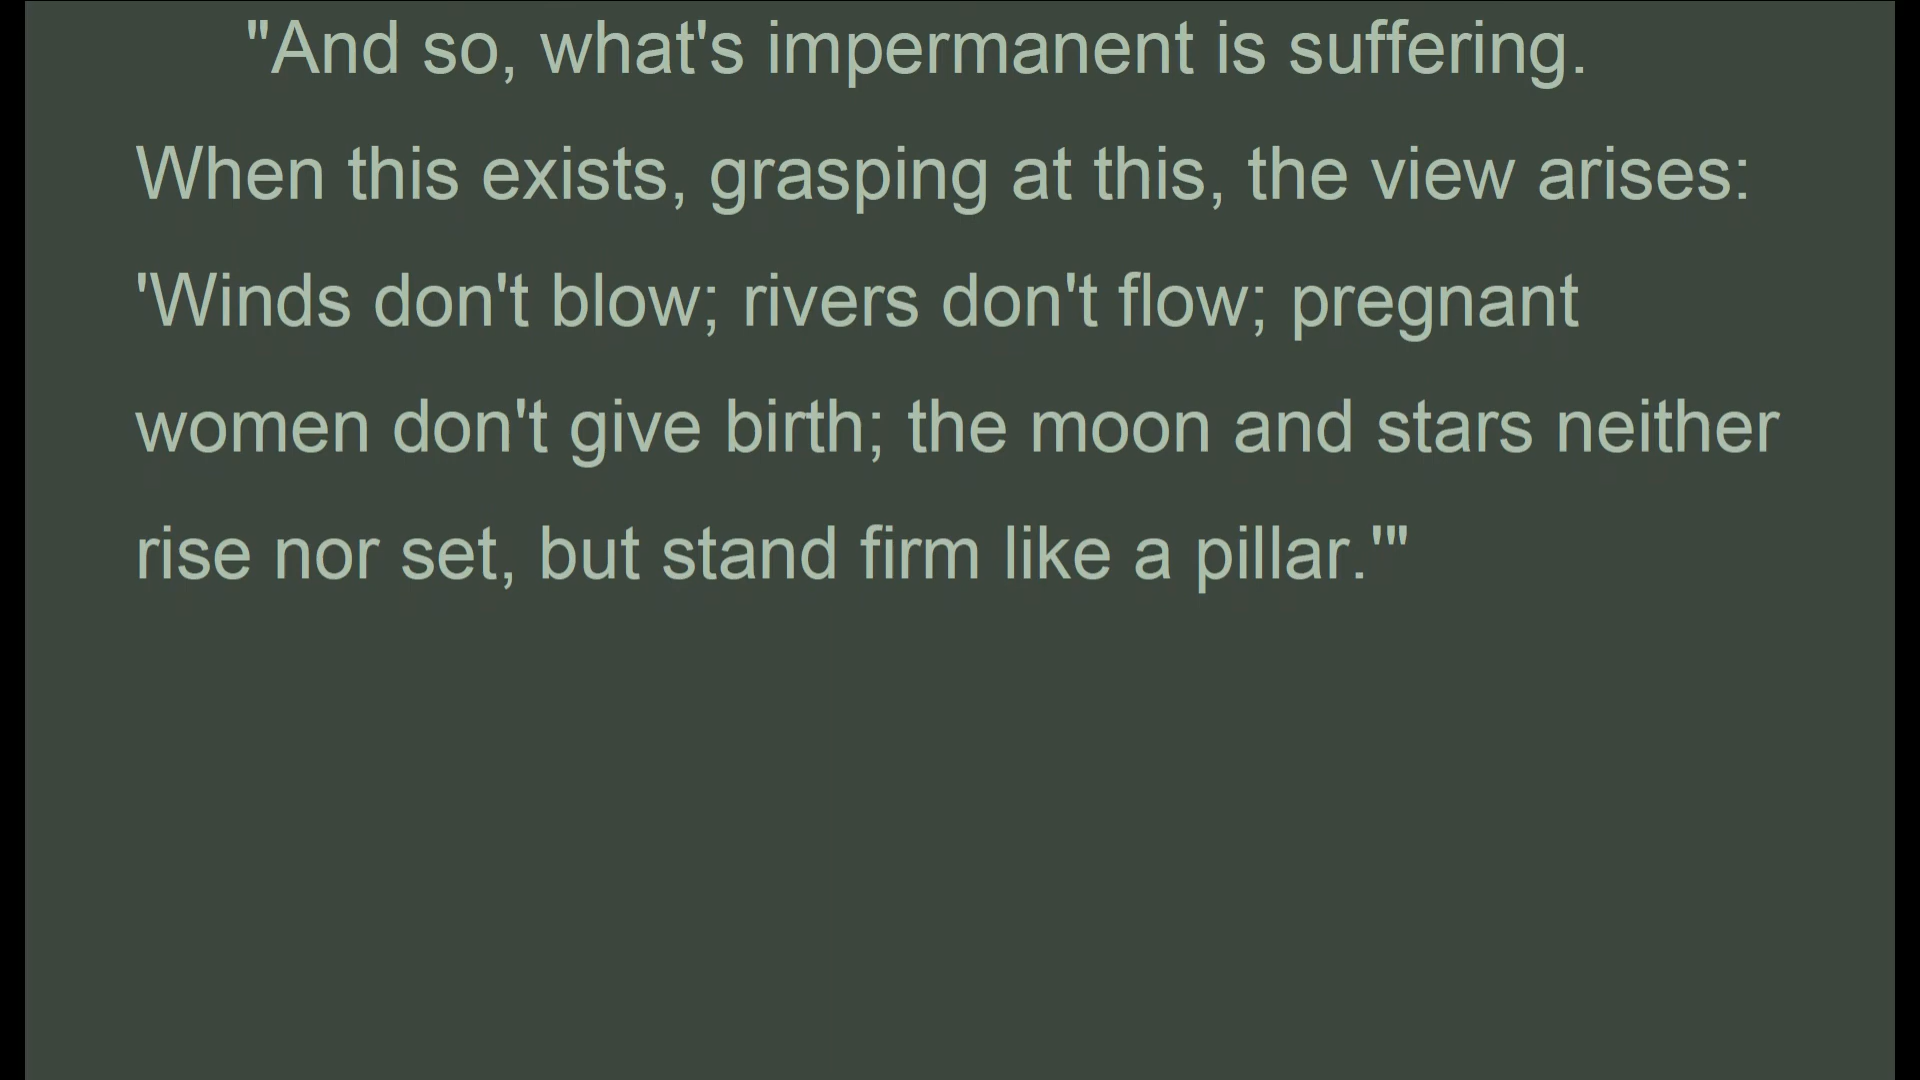 "And so, what's impermanent is suffering.
When this exists, grasping at this, the view arises:
'Winds don't blow; rivers don't flow; pregnant
women don't give birth; the moon and stars neither
rise nor set, but stand firm like a pillar.'"